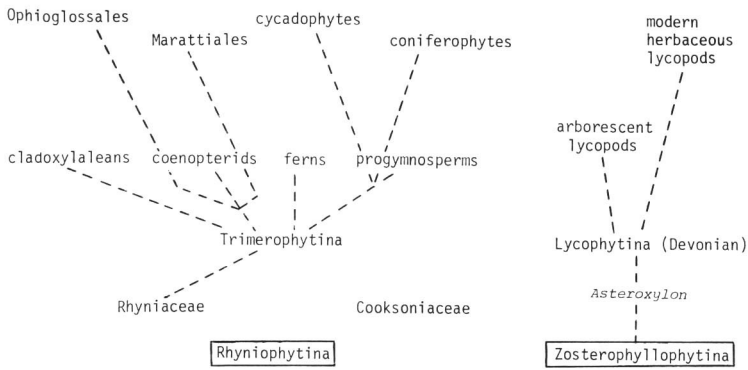 Ophioglossales
Marattiales
cycadophytes
coniferophytes
modern
herbaceous
lycopods
arborescent
lycopods
cladoxylaleans
coenopterids
ferns
progymnosperms
Trimerophytina
Lycophytina (Devonian)
Rhyniaceae
Cooksoniaceae
Asteroxylon
Rhyniophytina
Zosterophyllophytina